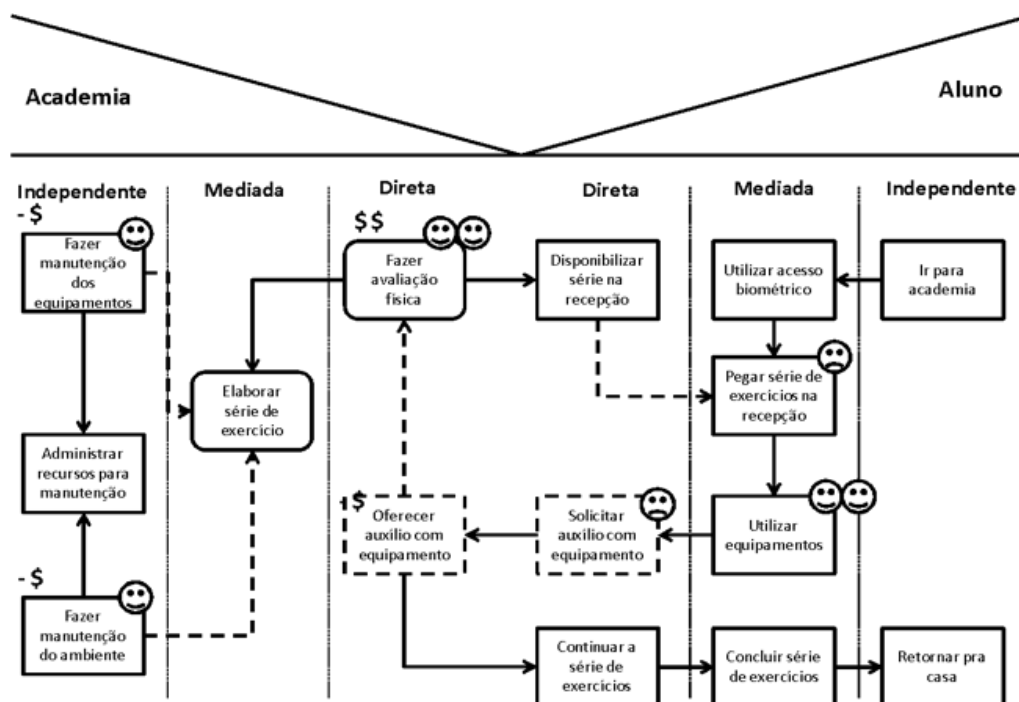 Academia
Aluno
Independente
Mediada
Direta
Direta
Mediada
Independente
- $
Fazer
manutenção
dos
equipamentos
$$
Fazer
avaliação
física
Disponibilizar
série na
recepção
Utilizar acesso
biométrico
Ir para
academia
Elaborar
série de
exercício
Pegar série de
exercícios na
recepção
Administrar
recursos para
manutenção
-$
Oferecer
auxílio com
equipamento
Solicitar
auxílio com
equipamento
Utilizar
equipamentos
-$
Fazer
manutenção
do ambiente
Continuar a
série de
exercícios
Concluir série
de exercícios
Retornar pra
casa